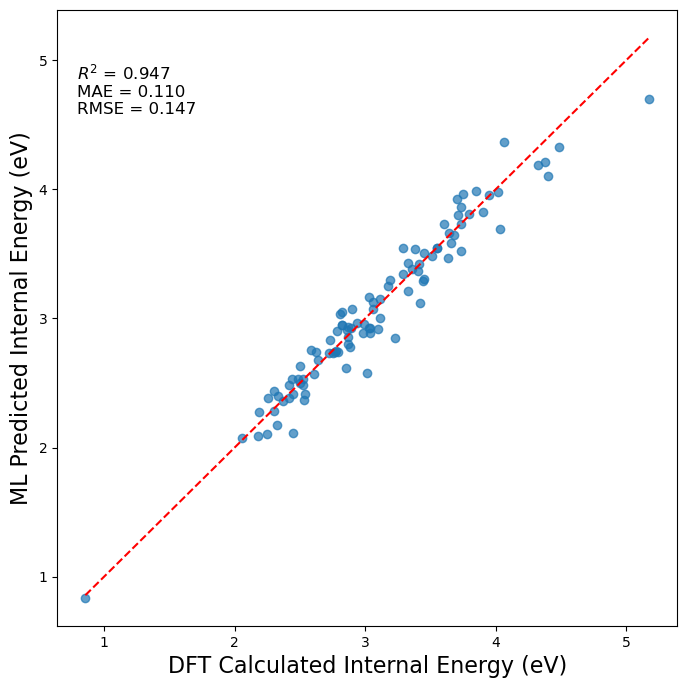 5
R² = 0.947
MAE = 0.110
RMSE = 0.147
4
3
2
1
ML Predicted Internal Energy (eV)
1 2 3 4 5
DFT Calculated Internal Energy (eV)